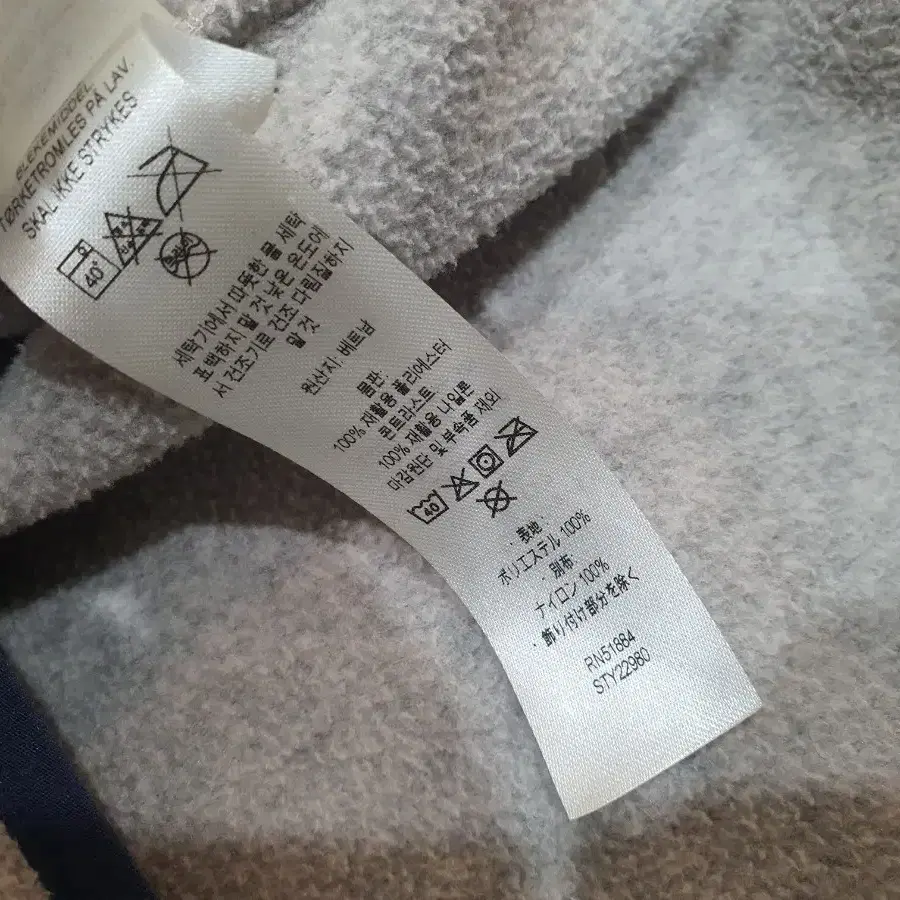 BLEKEMIDDEL
TØRKETROMLES PÅ LAV.
SKAL IKKE STRYKES
40°
세탁기에서 따뜻한 물 세탁
표백하지 말 것 낮은 온도에
서 건조기로 건조 다림질하지
말 것
원산지: 베트남
몸판:
100% 재활용 폴리에스터
콘트라스트
100% 재활용 나일론
마감원단 및 부속품 제외
40
· 表地 ·
ポリエステル 100%
· 別布 ·
ナイロン 100%
· 飾り付け部分を除く
RN51884
STY22980